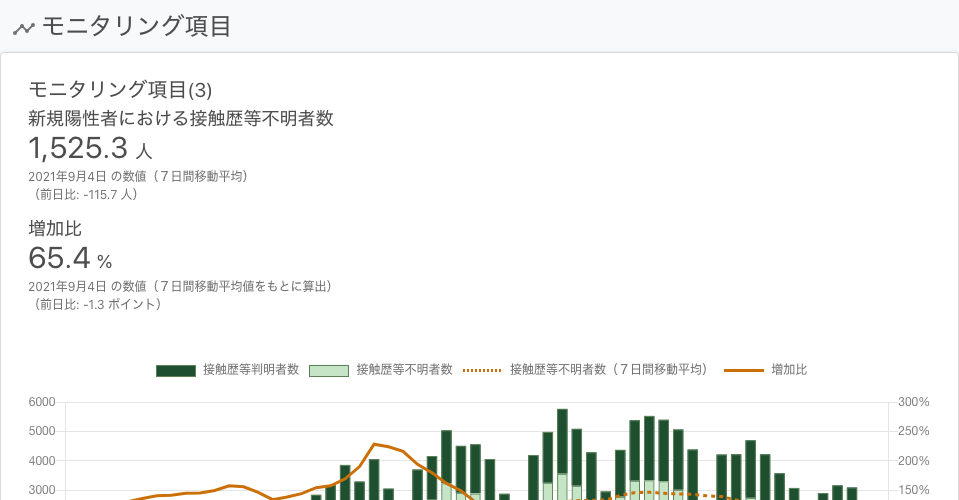 モニタリング項目
モニタリング項目(3)
新規陽性者における接触歴等不明者数
1,525.3 人
2021年9月4日 の数値（７日間移動平均）
（前日比: -115.7 人）
増加比
65.4 %
2021年9月4日 の数値（７日間移動平均値をもとに算出）
（前日比: -1.3 ポイント）
接触歴等判明者数 接触歴等不明者数 接触歴等不明者数（７日間移動平均） 増加比
6000 300%
5000 250%
4000 200%
3000 150%